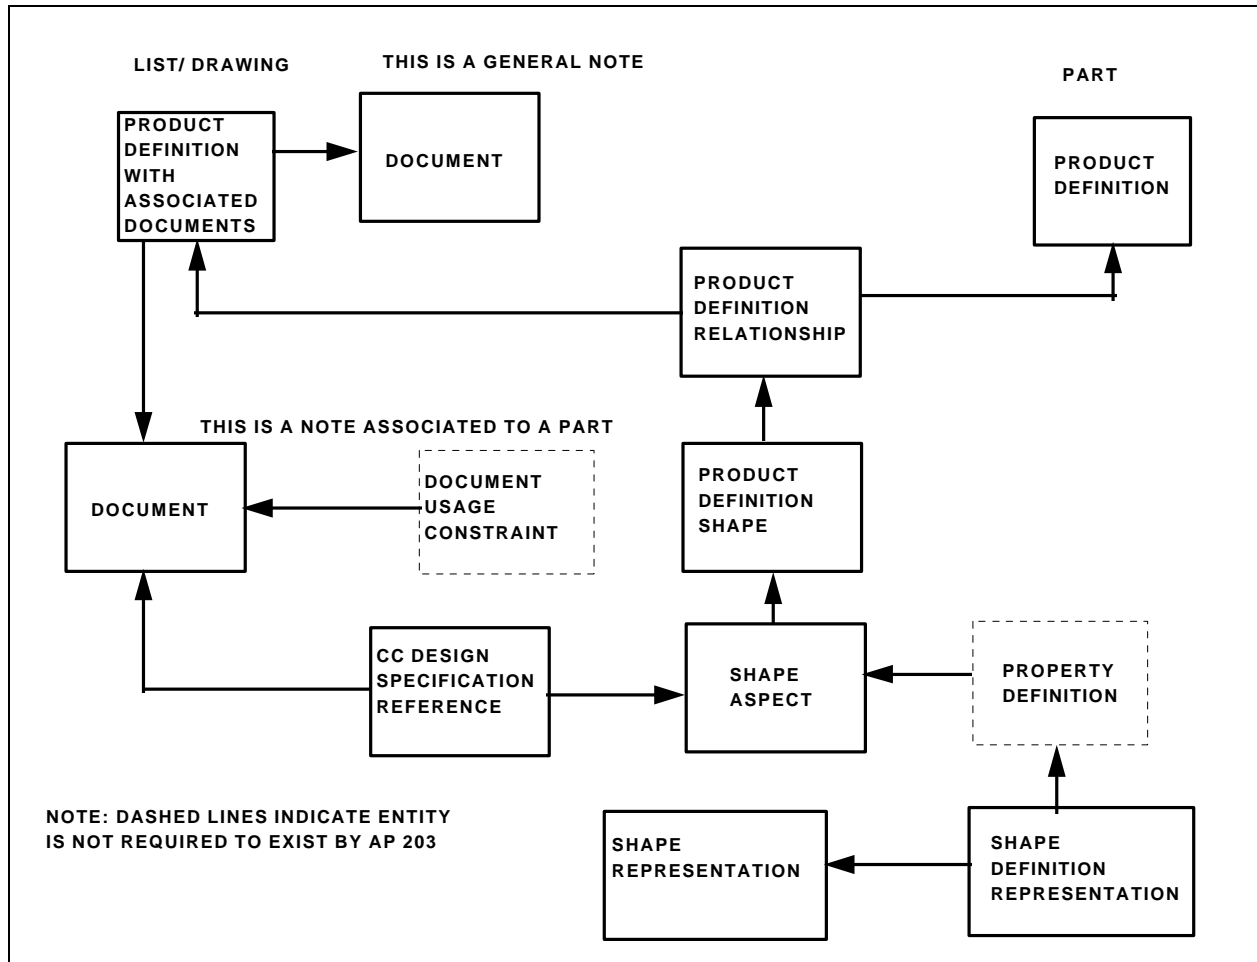 LIST/ DRAWING
THIS IS A GENERAL NOTE
PART
PRODUCT
DEFINITION
WITH
ASSOCIATED
DOCUMENTS
DOCUMENT
PRODUCT
DEFINITION
PRODUCT
DEFINITION
RELATIONSHIP
THIS IS A NOTE ASSOCIATED TO A PART
DOCUMENT
DOCUMENT
USAGE
CONSTRAINT
PRODUCT
DEFINITION
SHAPE
CC DESIGN
SPECIFICATION
REFERENCE
SHAPE
ASPECT
PROPERTY
DEFINITION
NOTE: DASHED LINES INDICATE ENTITY
IS NOT REQUIRED TO EXIST BY AP 203
SHAPE
REPRESENTATION
SHAPE
DEFINITION
REPRESENTATION